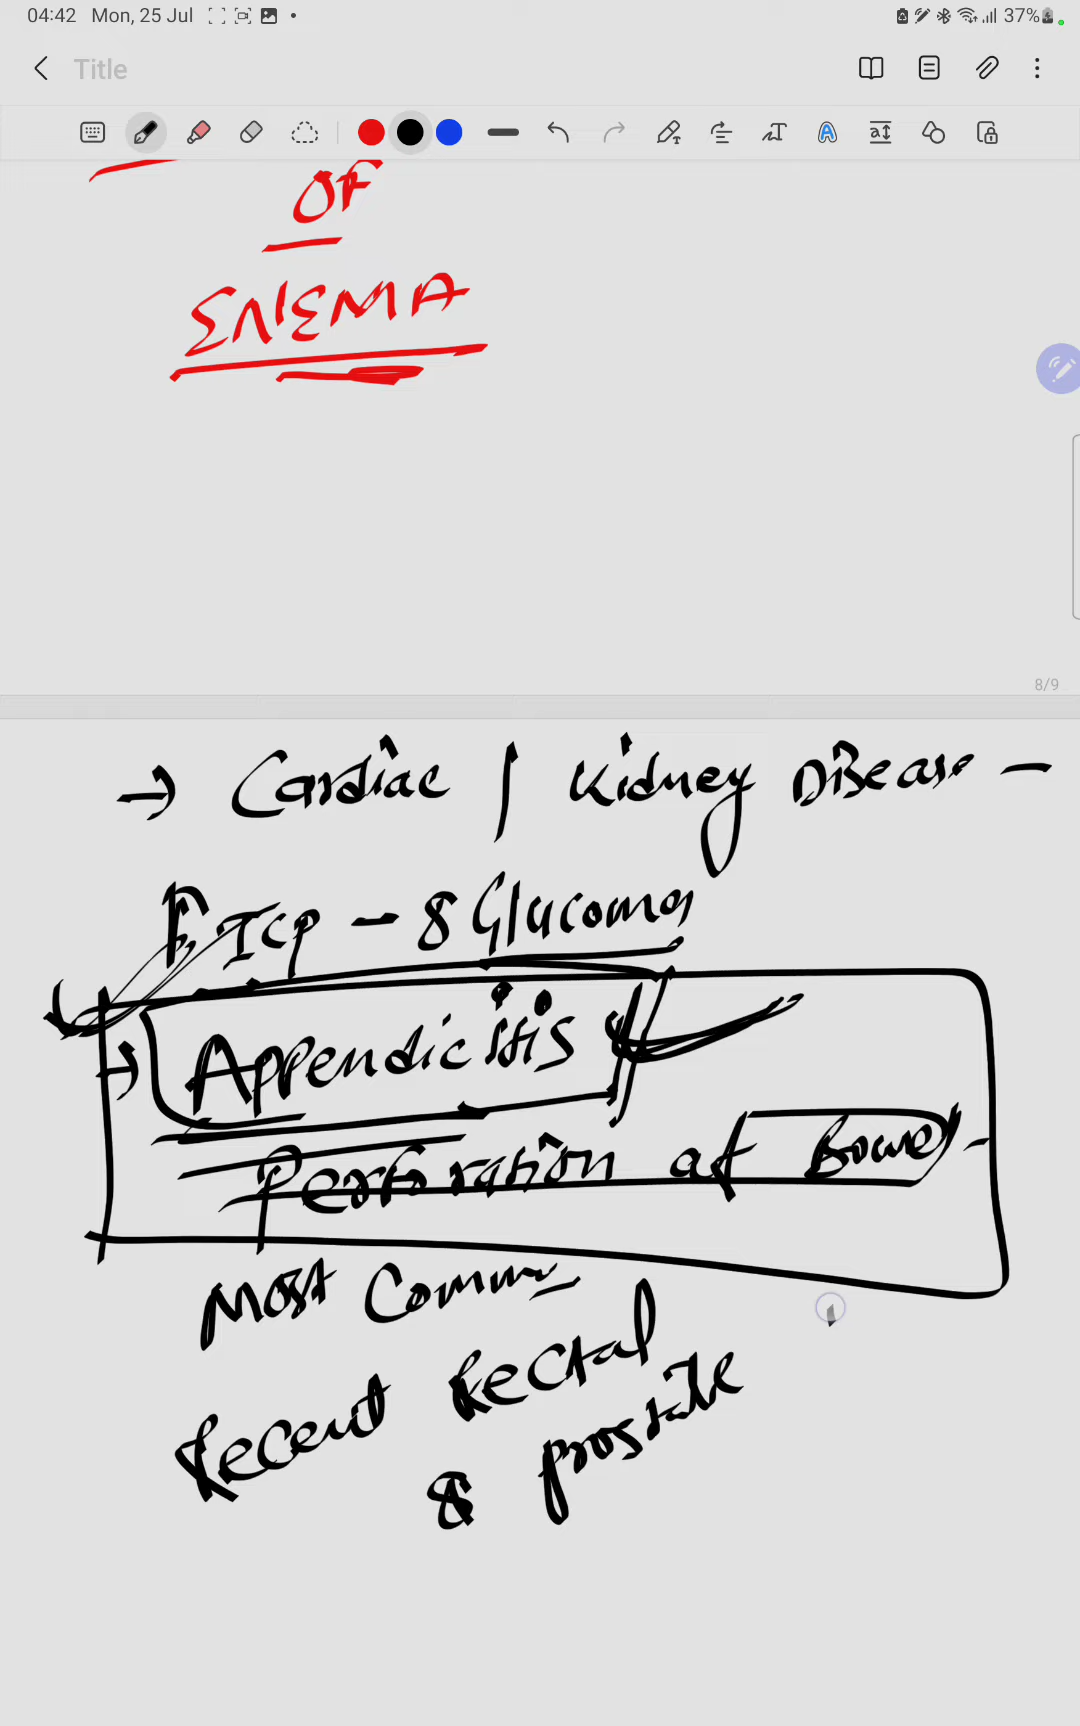 04:42 Mon, 25 Jul 37%
Title
OF
ENEMA
8/9
→ Cardiac / Kidney Disease –
↑ ICP – & Glucoma
→ Appendicitis
Perforation of Bowel –
Most Common
Recent Rectal
& prostate